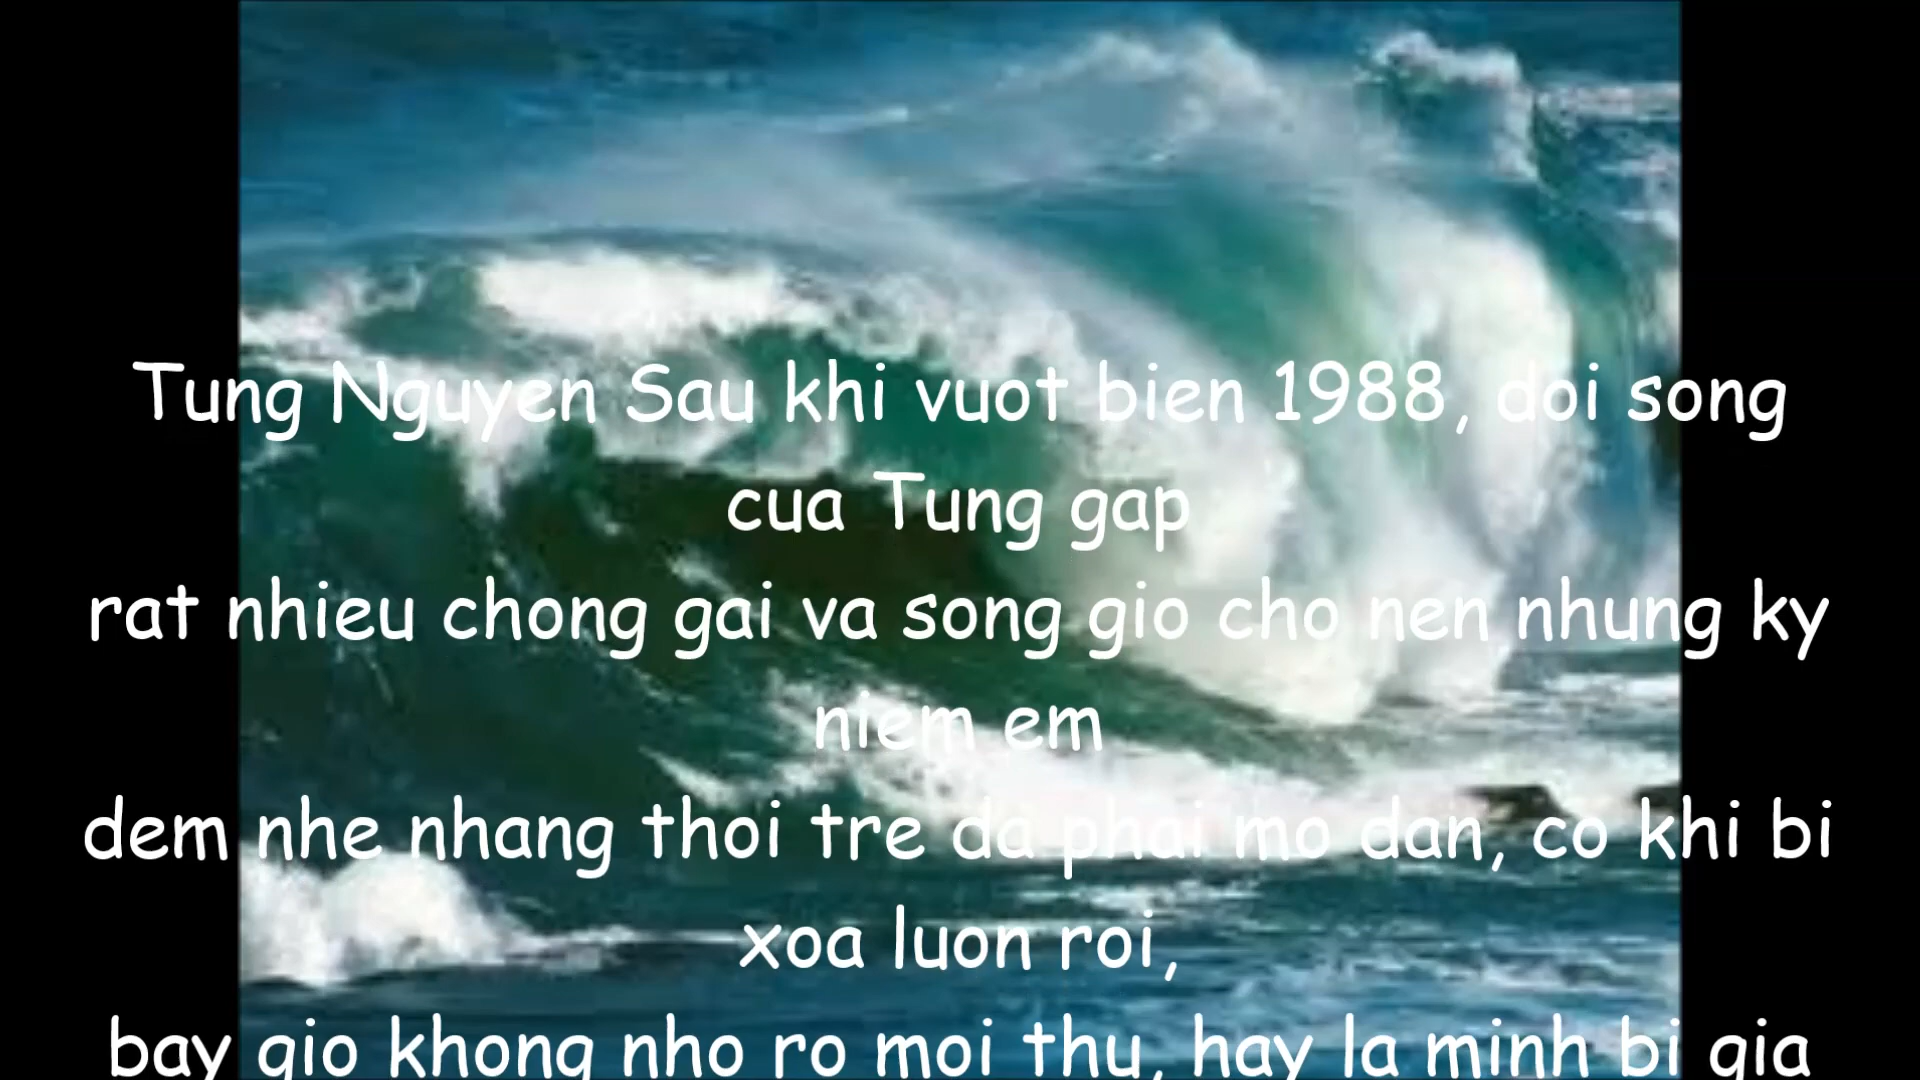 Tung Nguyen Sau khi vuot bien 1988, doi song
cua Tung gap
rat nhieu chong gai va song gio cho nen nhung ky
niem em
dem nhe nhang thoi tre da phai mo dan, co khi bi
xoa luon roi,
bay gio khong nho ro moi thu, hay la minh bi gia